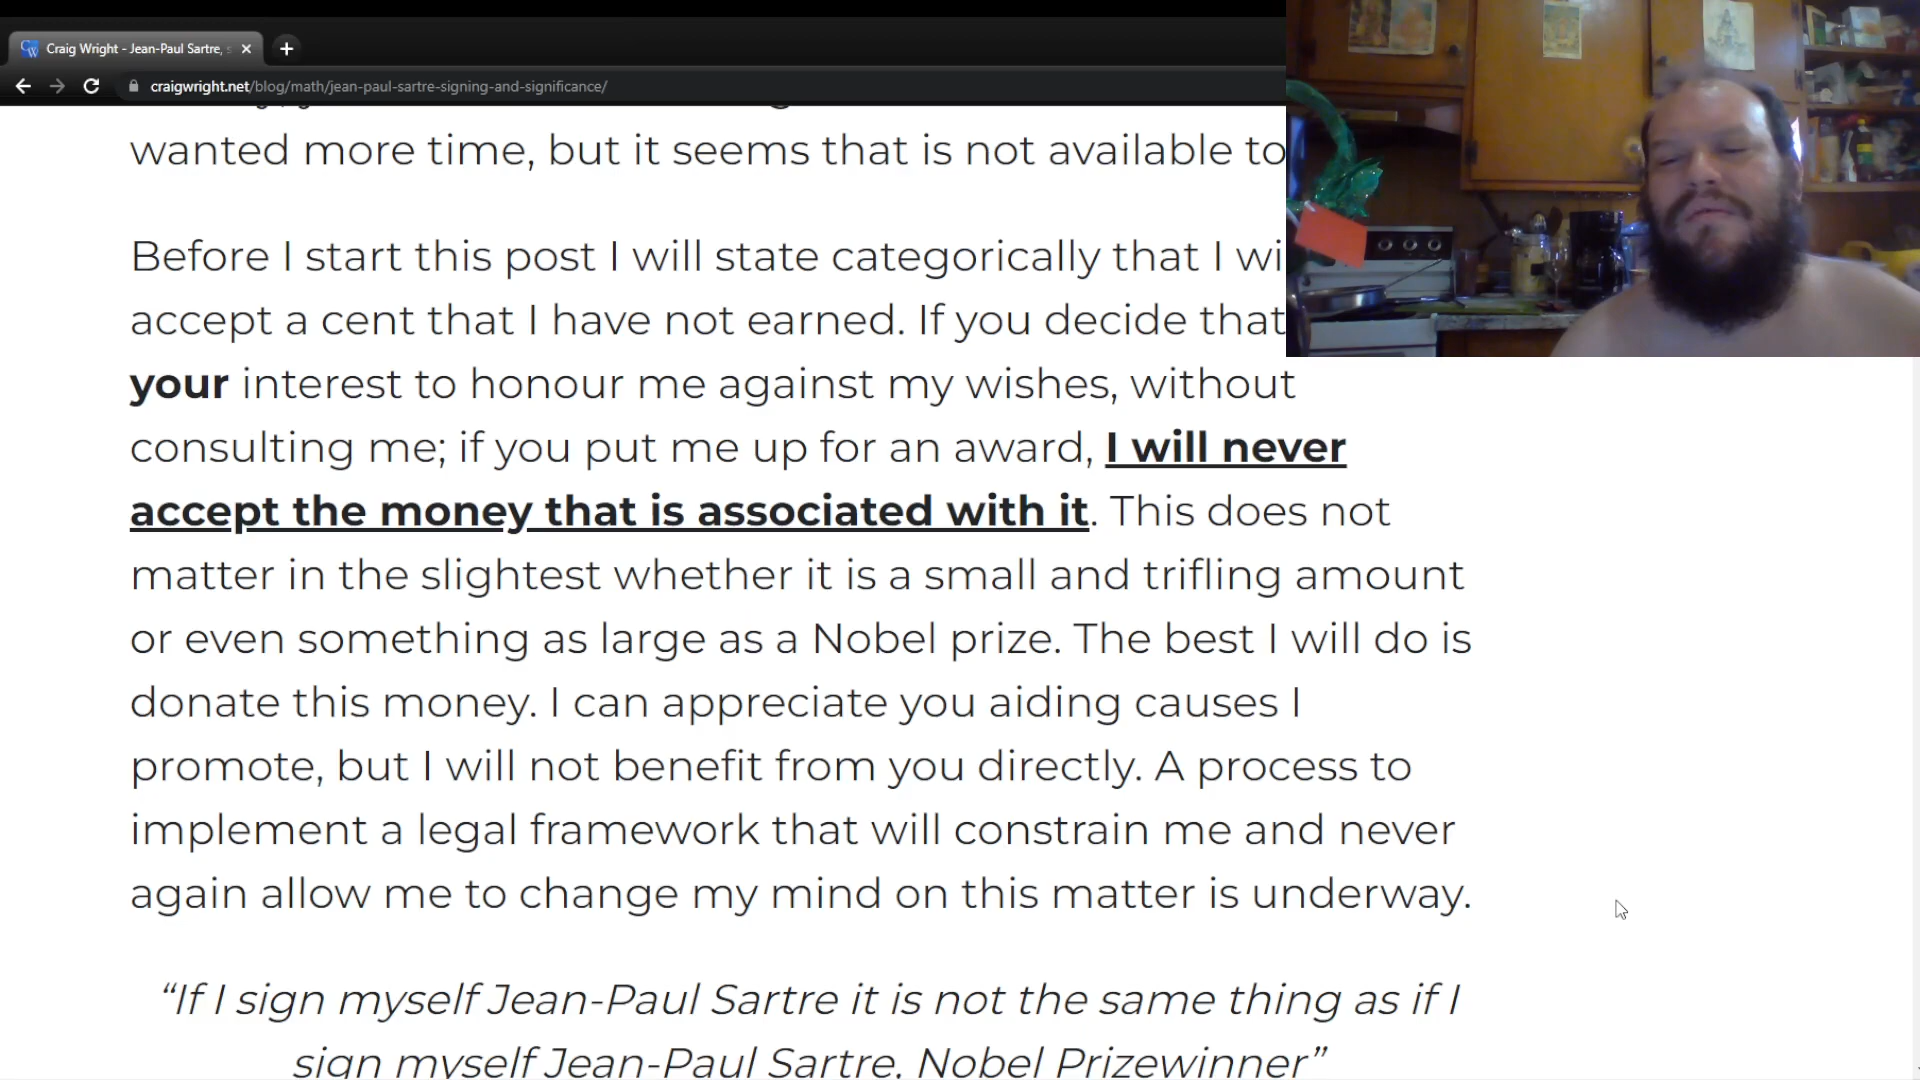 Craig Wright - Jean-Paul Sartre, s
craigwright.net/blog/math/jean-paul-sartre-signing-and-significance/
wanted more time, but it seems that is not available to
Before I start this post I will state categorically that I wi
accept a cent that I have not earned. If you decide that
your interest to honour me against my wishes, without
consulting me; if you put me up for an award, I will never
accept the money that is associated with it. This does not
matter in the slightest whether it is a small and trifling amount
or even something as large as a Nobel prize. The best I will do is
donate this money. I can appreciate you aiding causes I
promote, but I will not benefit from you directly. A process to
implement a legal framework that will constrain me and never
again allow me to change my mind on this matter is underway.
“If I sign myself Jean-Paul Sartre it is not the same thing as if I
sign myself Jean-Paul Sartre, Nobel Prizewinner”